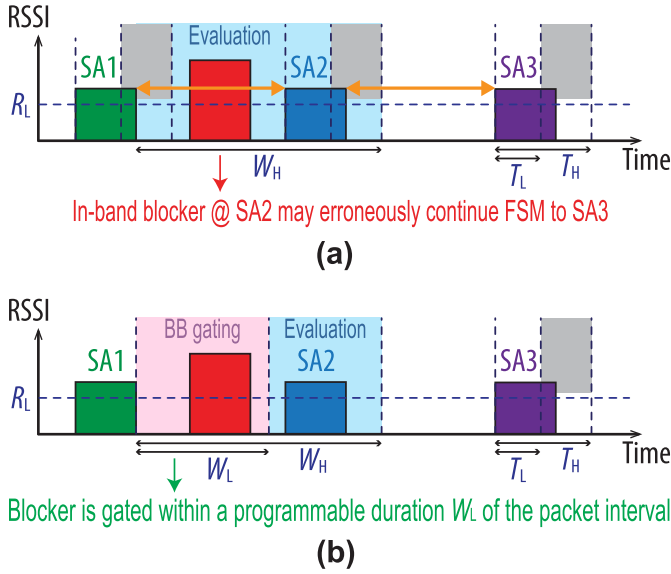 RSSI
Evaluation
SA1
SA2
SA3
RL
WH
TL
TH
Time
In-band blocker @ SA2 may erroneously continue FSM to SA3
(a)
RSSI
BB gating
Evaluation
SA1
SA2
SA3
RL
WL
WH
TL
TH
Time
Blocker is gated within a programmable duration WL of the packet interval
(b)